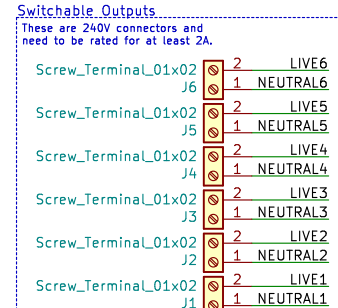 Switchable Outputs
These are 240V connectors and
need to be rated for at least 2A.
Screw_Terminal_01x02 2 LIVE6
J6 1 NEUTRAL6
Screw_Terminal_01x02 2 LIVE5
J5 1 NEUTRAL5
Screw_Terminal_01x02 2 LIVE4
J4 1 NEUTRAL4
Screw_Terminal_01x02 2 LIVE3
J3 1 NEUTRAL3
Screw_Terminal_01x02 2 LIVE2
J2 1 NEUTRAL2
Screw_Terminal_01x02 2 LIVE1
J1 1 NEUTRAL1